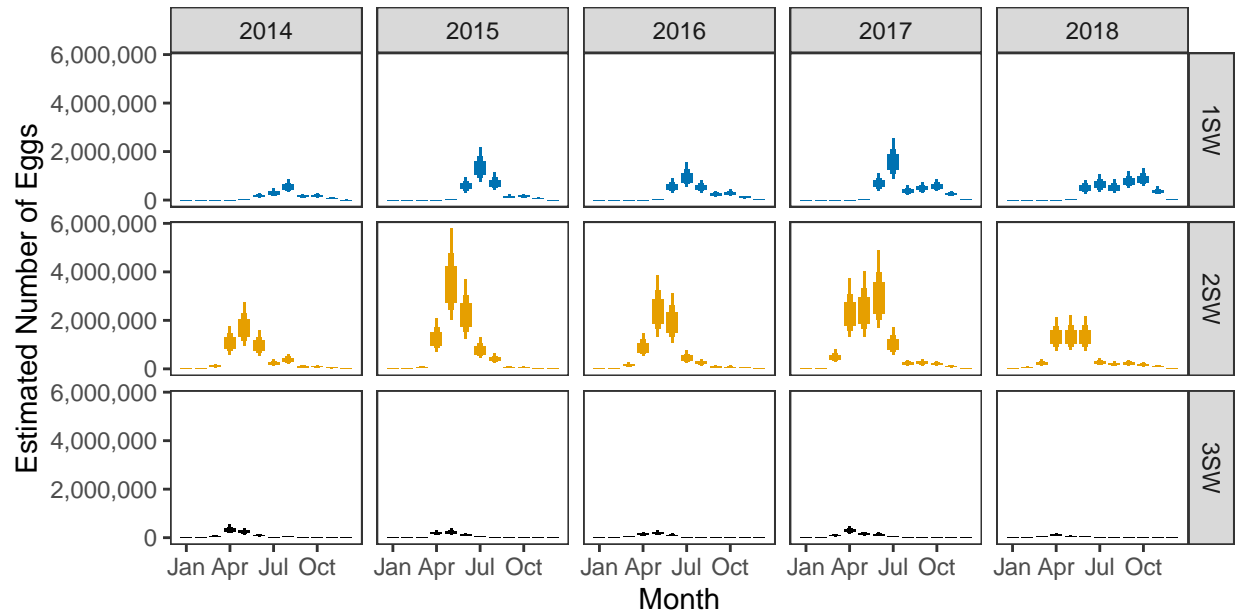 2014 2015 2016 2017 2018
Estimated Number of Eggs
6,000,000
4,000,000
2,000,000
0
1SW
6,000,000
4,000,000
2,000,000
0
2SW
6,000,000
4,000,000
2,000,000
0
3SW
Jan Apr Jul Oct Jan Apr Jul Oct Jan Apr Jul Oct Jan Apr Jul Oct Jan Apr Jul Oct
Month